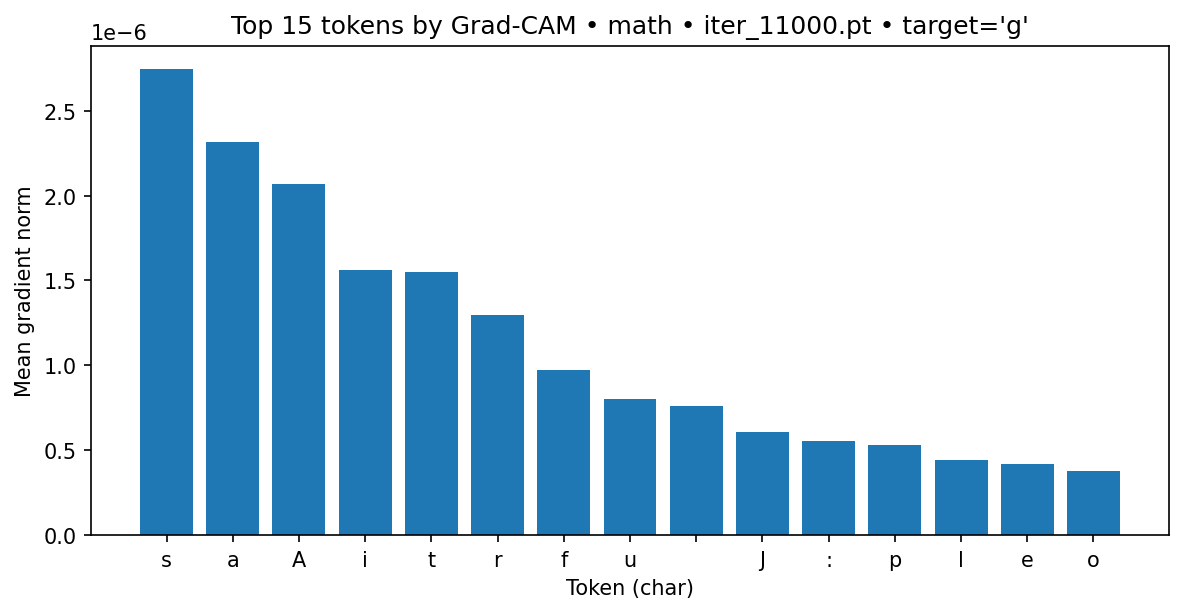 Top 15 tokens by Grad-CAM • math • iter_11000.pt • target='g'
1e−6
2.5
2.0
1.5
1.0
0.5
0.0
Mean gradient norm
s a A i t r f u J : p l e o
Token (char)